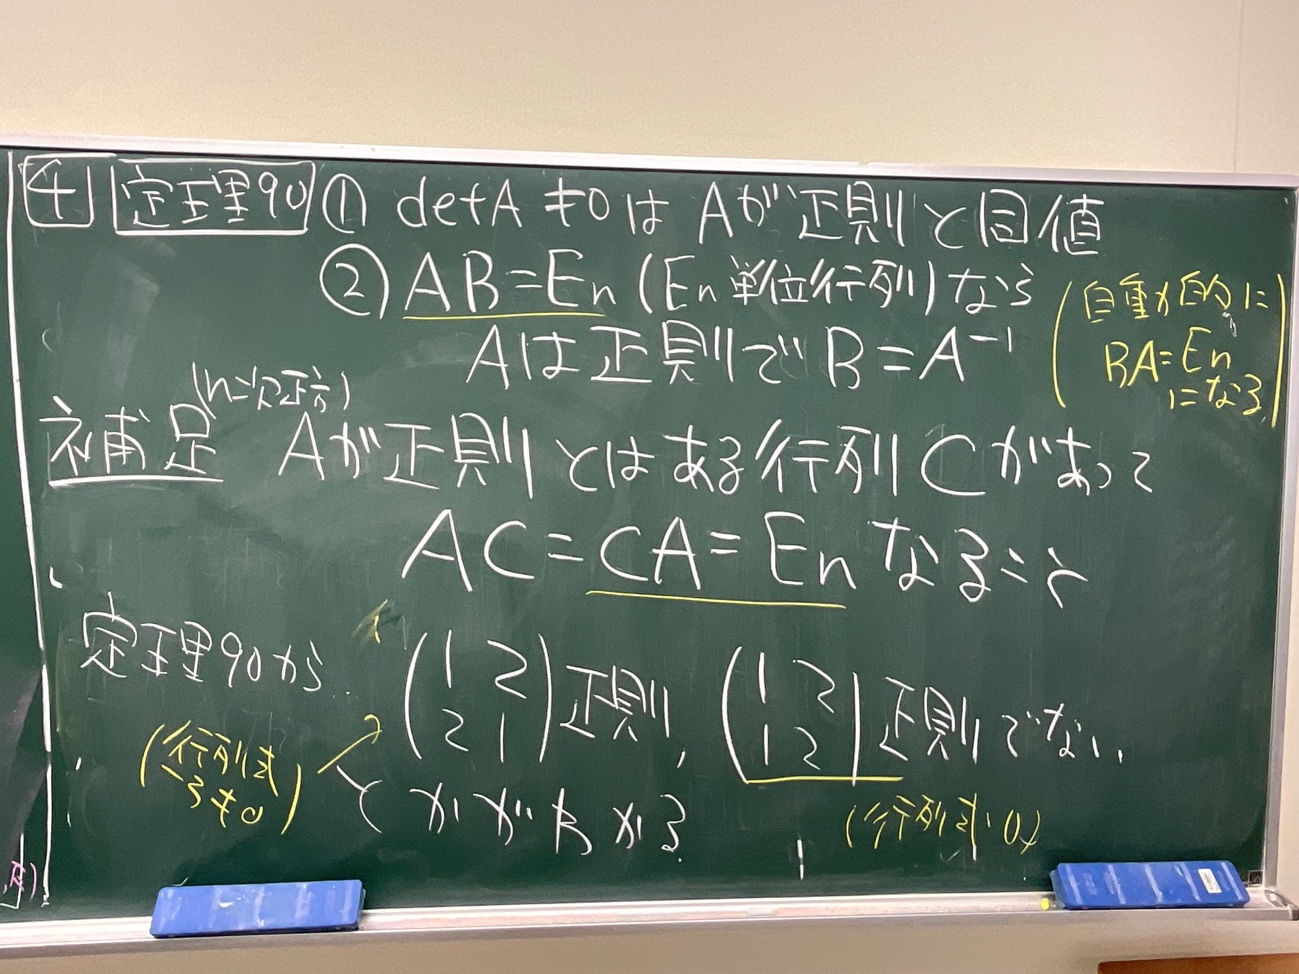 4 定理90 ① detA ≠0 は Aが正則と同値
② AB=En (En 単位行列) なら
Aは正則で B=A⁻¹
(自動的に
BA=En
になる)
補足 (n次正方) Aが正則とはある行列Cがあって
AC=CA=En なること
定理90から (1 2 / 2 1) 正則, (1 2 / 1 2) 正則でない.
(行列式 ≠0)
とかがわかる
(行列式が0)